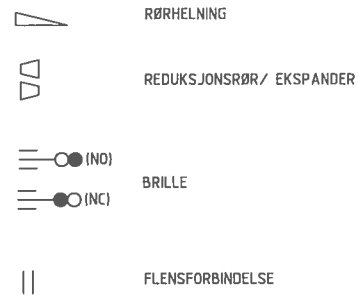 RØRHELNING
REDUKSJONSRØR/ EKSPANDER
(NO)
(NC)
BRILLE
FLENSFORBINDELSE